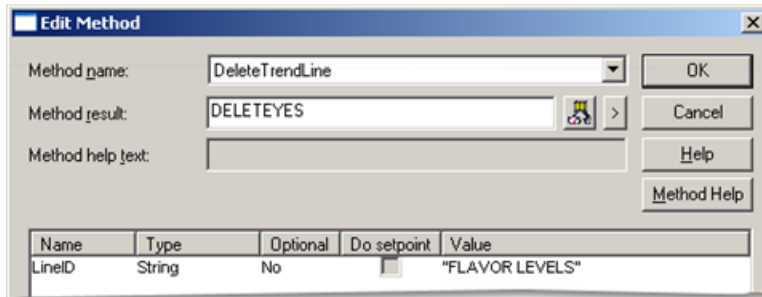 Edit Method
Method name: DeleteTrendLine OK
Method result: DELETEYES > Cancel
Method help text: Help
Method Help
Name Type Optional Do setpoint Value
LineID String No "FLAVOR LEVELS"